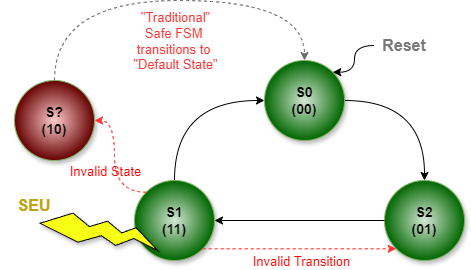 "Traditional"
Safe FSM
transitions to
"Default State"
Reset
S0
(00)
S?
(10)
Invalid State
SEU
S1
(11)
S2
(01)
Invalid Transition